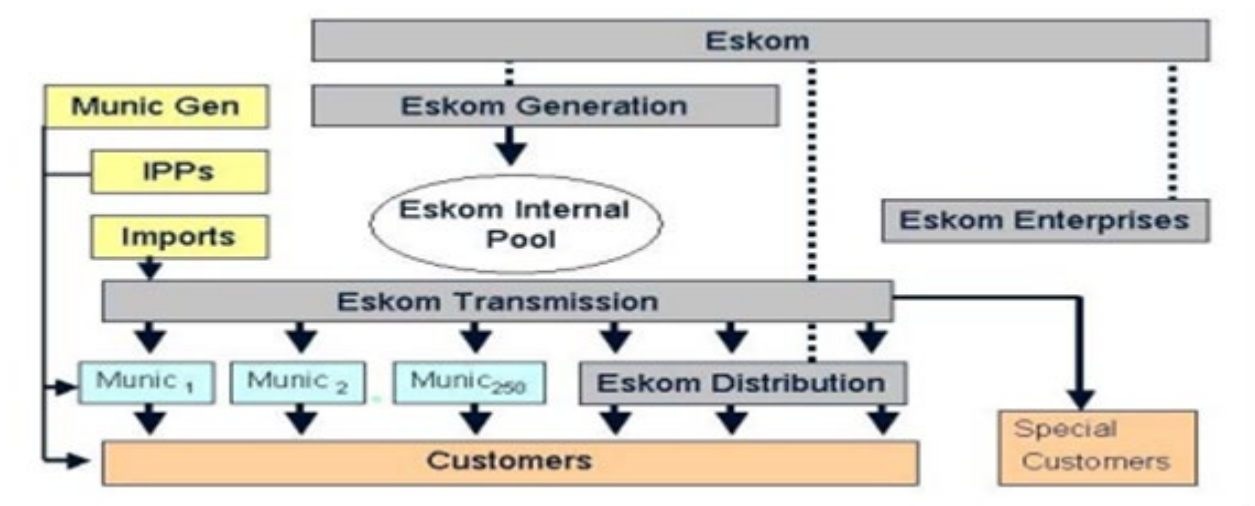 Eskom
Munic Gen
Eskom Generation
IPPs
Eskom Internal
Pool
Eskom Enterprises
Imports
Eskom Transmission
Munic 1
Munic 2
Munic250
Eskom Distribution
Special
Customers
Customers